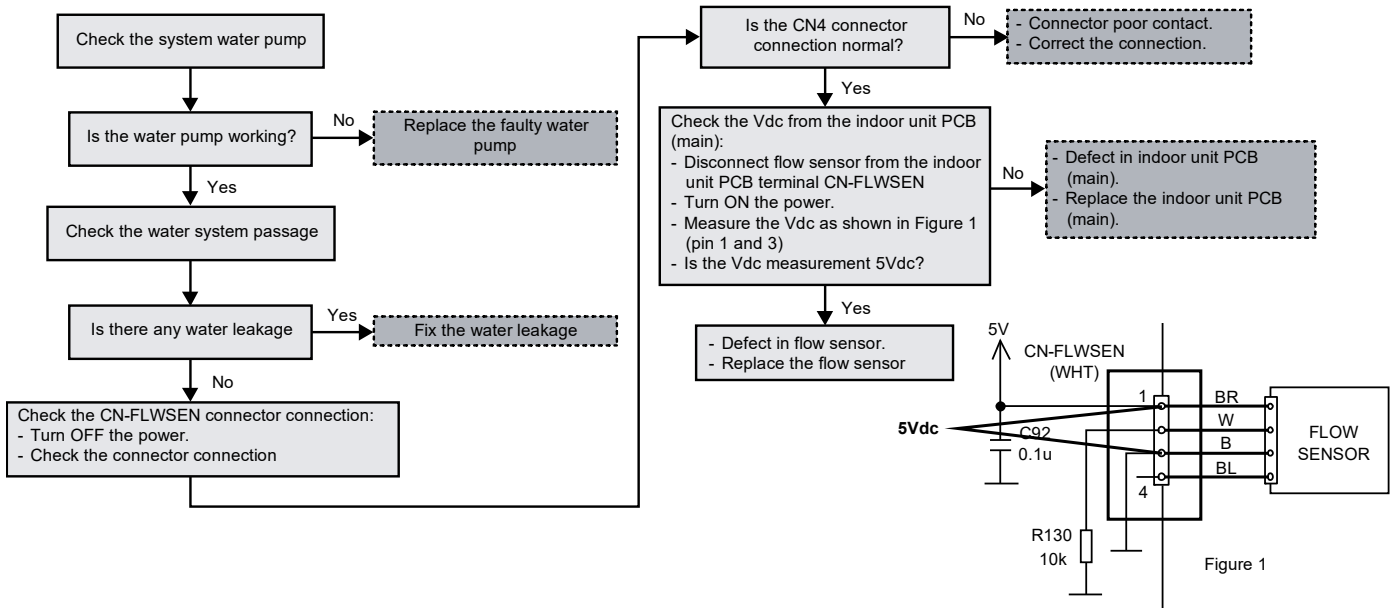 Check the system water pump
Is the water pump working?
No
Replace the faulty water
pump
Yes
Check the water system passage
Is there any water leakage
Yes
Fix the water leakage
No
Check the CN-FLWSEN connector connection:
- Turn OFF the power.
- Check the connector connection
Is the CN4 connector
connection normal?
No
- Connector poor contact.
- Correct the connection.
Yes
Check the Vdc from the indoor unit PCB
(main):
- Disconnect flow sensor from the indoor
unit PCB terminal CN-FLWSEN
- Turn ON the power.
- Measure the Vdc as shown in Figure 1
(pin 1 and 3)
- Is the Vdc measurement 5Vdc?
No
- Defect in indoor unit PCB
(main).
- Replace the indoor unit PCB
(main).
Yes
- Defect in flow sensor.
- Replace the flow sensor
5V
CN-FLWSEN
(WHT)
1
BR
W
B
BL
4
5Vdc
C92
0.1u
FLOW
SENSOR
R130
10k
Figure 1